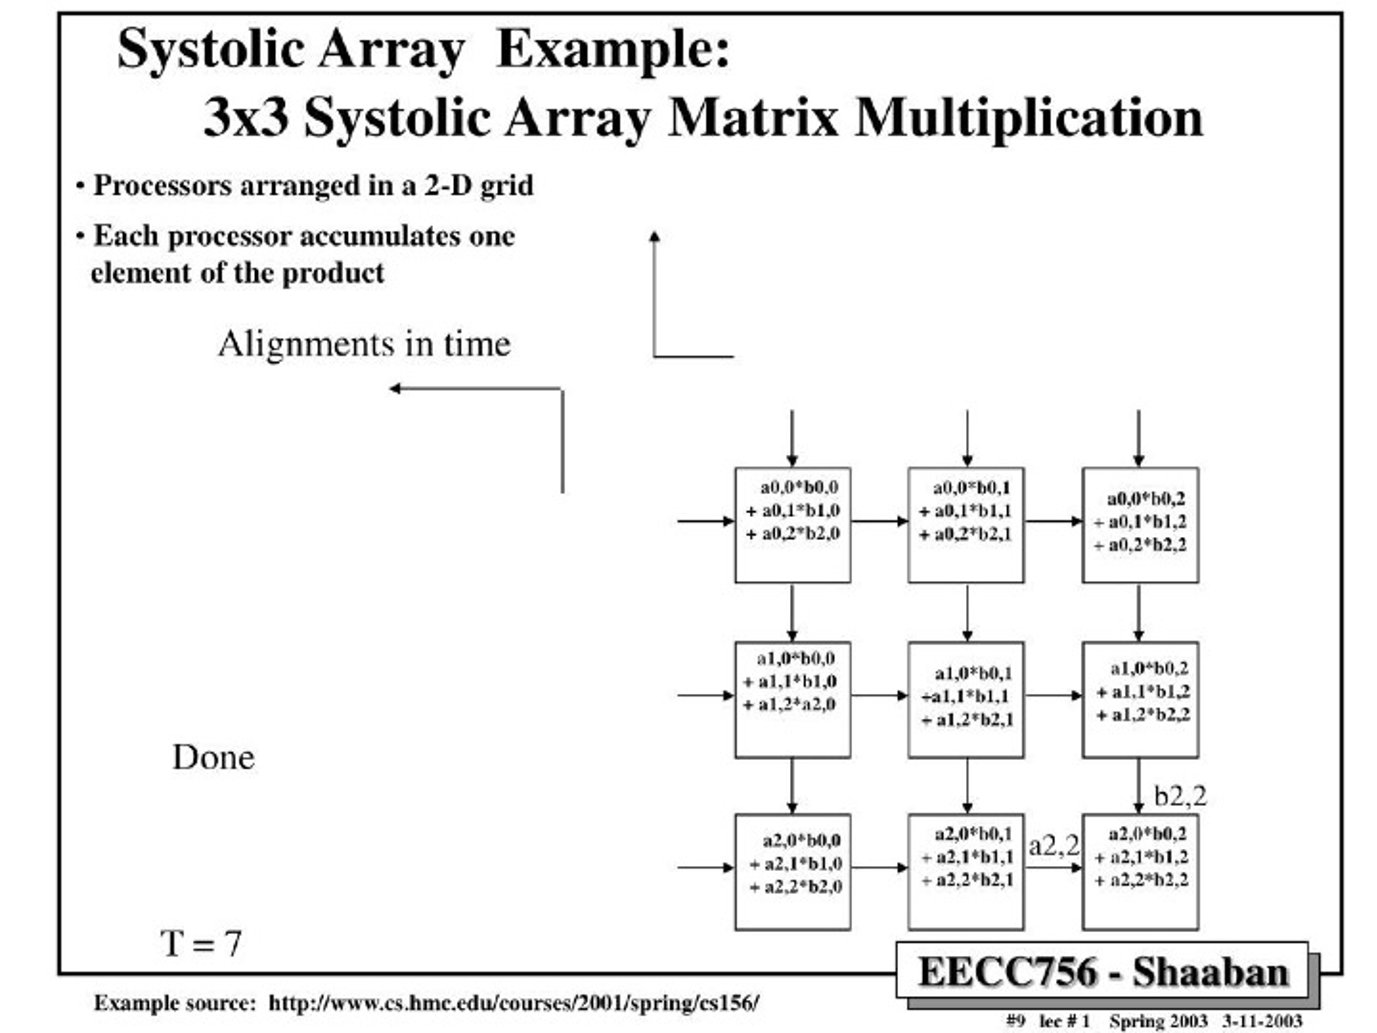 Systolic Array Example:
3x3 Systolic Array Matrix Multiplication
• Processors arranged in a 2-D grid
• Each processor accumulates one
element of the product
Alignments in time
a0,0*b0,0
+ a0,1*b1,0
+ a0,2*b2,0
a0,0*b0,1
+ a0,1*b1,1
+ a0,2*b2,1
a0,0*b0,2
+ a0,1*b1,2
+ a0,2*b2,2
a1,0*b0,0
+ a1,1*b1,0
+ a1,2*a2,0
a1,0*b0,1
+a1,1*b1,1
+ a1,2*b2,1
a1,0*b0,2
+ a1,1*b1,2
+ a1,2*b2,2
Done
b2,2
a2,0*b0,0
+ a2,1*b1,0
+ a2,2*b2,0
a2,0*b0,1
+ a2,1*b1,1
+ a2,2*b2,1
a2,2
a2,0*b0,2
+ a2,1*b1,2
+ a2,2*b2,2
T = 7
EECC756 - Shaaban
Example source: http://www.cs.hmc.edu/courses/2001/spring/cs156/
#9 lec # 1 Spring 2003 3-11-2003